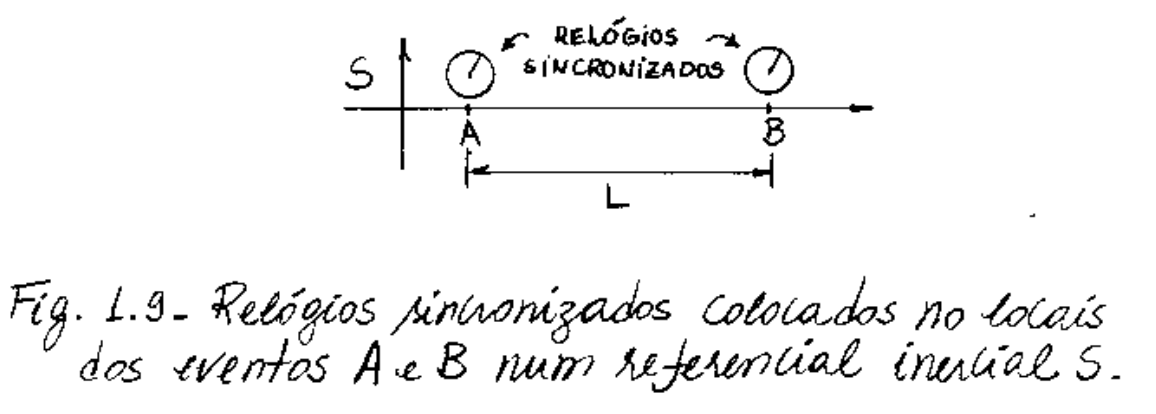 RELÓGIOS
SINCRONIZADOS
S
A
B
L
Fig. 1.9- Relógios sincronizados colocados no locais
dos eventos A e B num referencial inercial S.